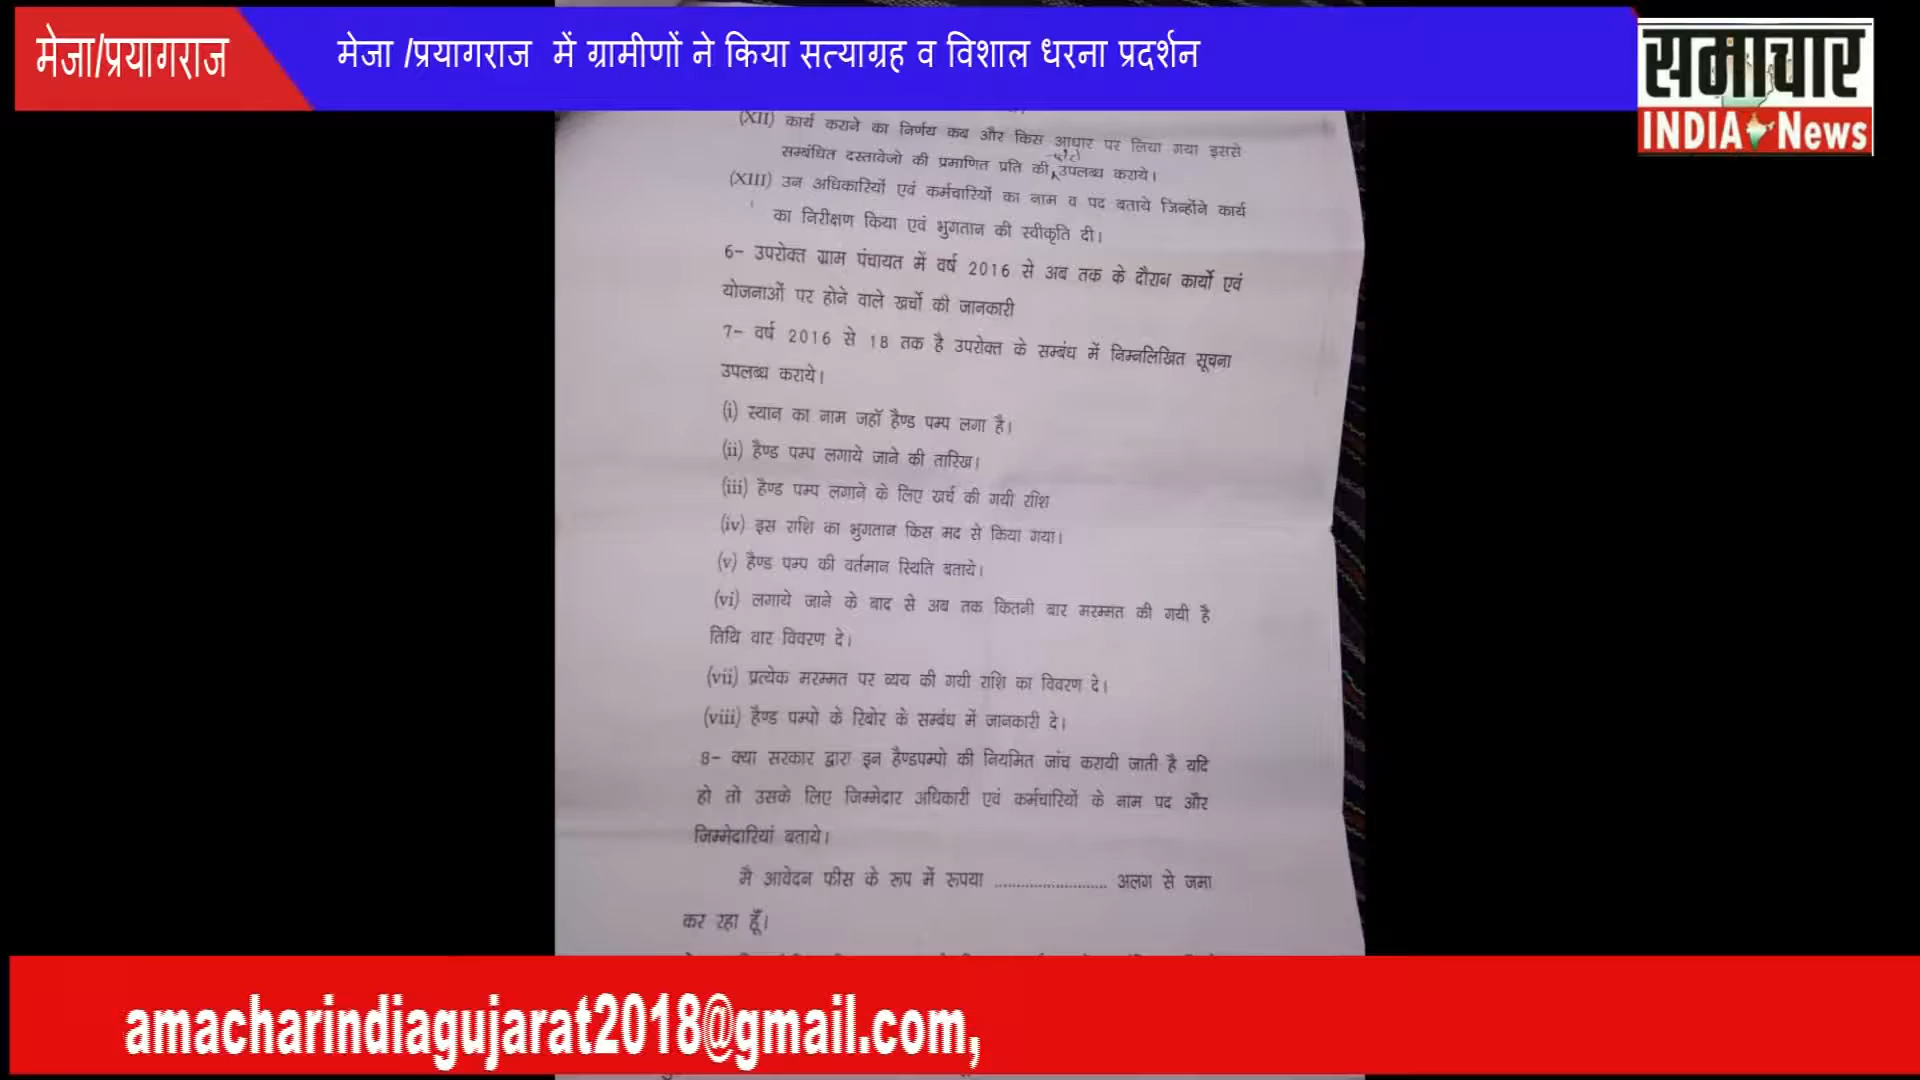 मेजा/प्रयागराज
मेजा /प्रयागराज में ग्रामीणों ने किया सत्याग्रह व विशाल धरना प्रदर्शन
समाचार
INDIA News
(XII) कार्य कराने का निर्णय कब और किस आधार पर लिया गया इससे
सम्बंधित दस्तावेजो की प्रमाणित प्रति की उपलब्ध कराये।
(XIII) उन अधिकारियों एवं कर्मचारियों का नाम व पद बताये जिन्होंने कार्य
का निरीक्षण किया एवं भुगतान की स्वीकृति दी।
6- उपरोक्त ग्राम पंचायत में वर्ष 2016 से अब तक के दौरान कार्यो एवं
योजनाओं पर होने वाले खर्चो की जानकारी
7- वर्ष 2016 से 18 तक है उपरोक्त के सम्बंध में निम्नलिखित सूचना
उपलब्ध कराये।
(i) स्थान का नाम जहॉ हैण्ड पम्प लगा है।
(ii) हैण्ड पम्प लगाये जाने की तारिख।
(iii) हैण्ड पम्प लगाने के लिए खर्च की गयी राशि
(iv) इस राशि का भुगतान किस मद से किया गया।
(v) हैण्ड पम्प की वर्तमान स्थिति बताये।
(vi) लगाये जाने के बाद से अब तक कितनी बार मरम्मत की गयी है
तिथि वार विवरण दे।
(vii) प्रत्येक मरम्मत पर व्यय की गयी राशि का विवरण दे।
(viii) हैण्ड पम्पो के रिबोर के सम्बंध में जानकारी दे।
8- क्या सरकार द्वारा इन हैण्डपम्पो की नियमित जांच करायी जाती है यदि
हो तो उसके लिए जिम्मेदार अधिकारी एवं कर्मचारियों के नाम पद और
जिम्मेदारियां बताये।
मै आवेदन फीस के रूप में रूपया ......................... अलग से जमा
कर रहा हूँ।
amacharindiagujarat2018@gmail.com,